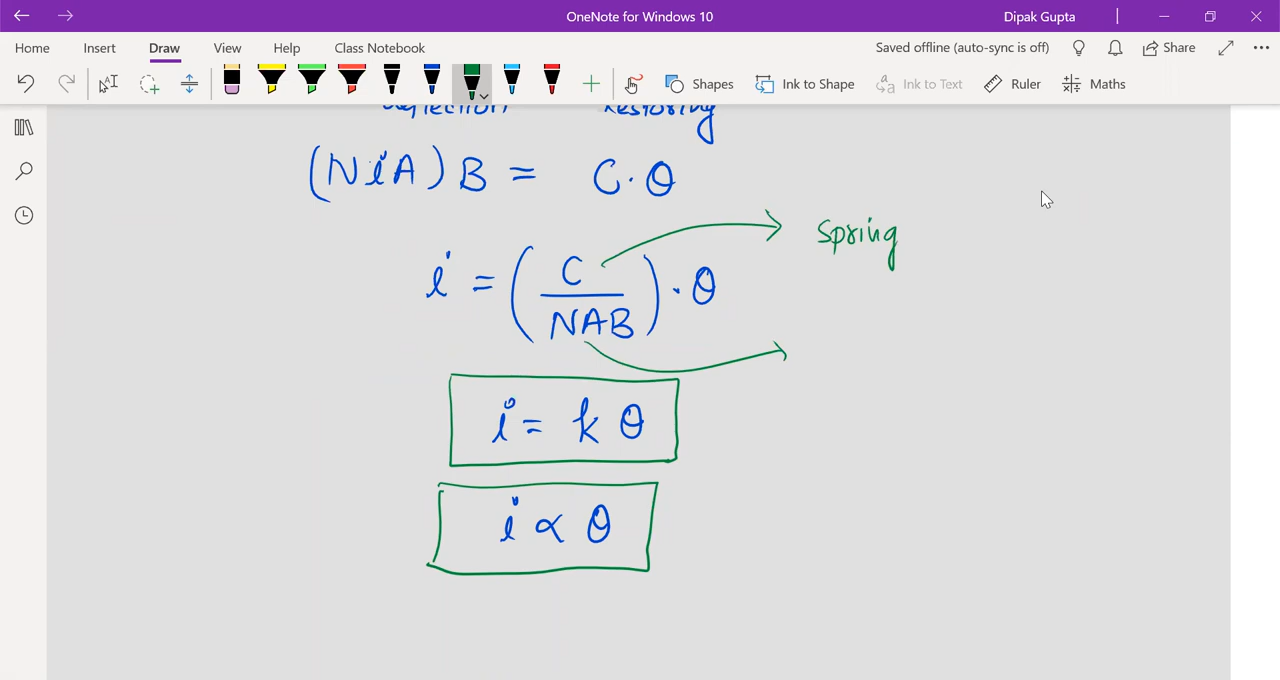 OneNote for Windows 10
Dipak Gupta
Home Insert Draw View Help Class Notebook
Saved offline (auto-sync is off) Share
Shapes Ink to Shape Ink to Text Ruler Maths
deflection restoring
(NiA) B = C·θ
i = (C/NAB)·θ
spring
i = k θ
i ∝ θ